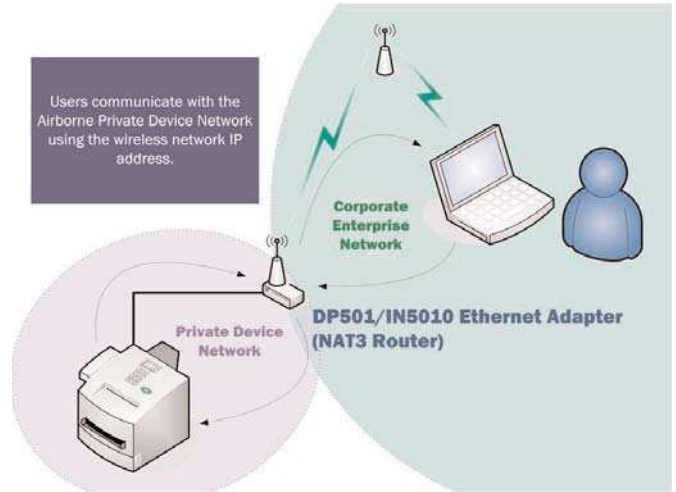 Users communicate with the
Airborne Private Device Network
using the wireless network IP
address.
Corporate
Enterprise
Network
DP501/IN5010 Ethernet Adapter
(NAT3 Router)
Private Device
Network